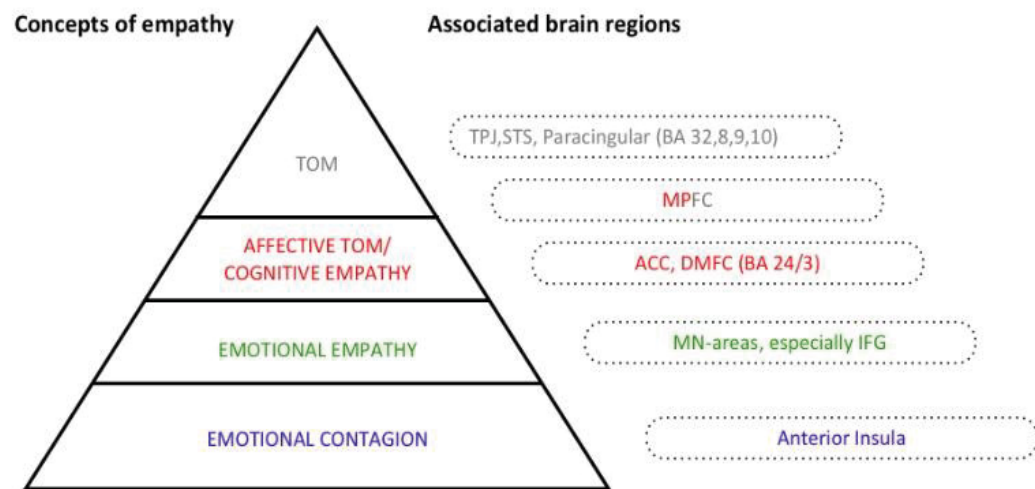 Concepts of empathy
Associated brain regions
TPJ,STS, Paracingular (BA 32,8,9,10)
TOM
MPFC
AFFECTIVE TOM/
COGNITIVE EMPATHY
ACC, DMFC (BA 24/3)
EMOTIONAL EMPATHY
MN-areas, especially IFG
EMOTIONAL CONTAGION
Anterior Insula